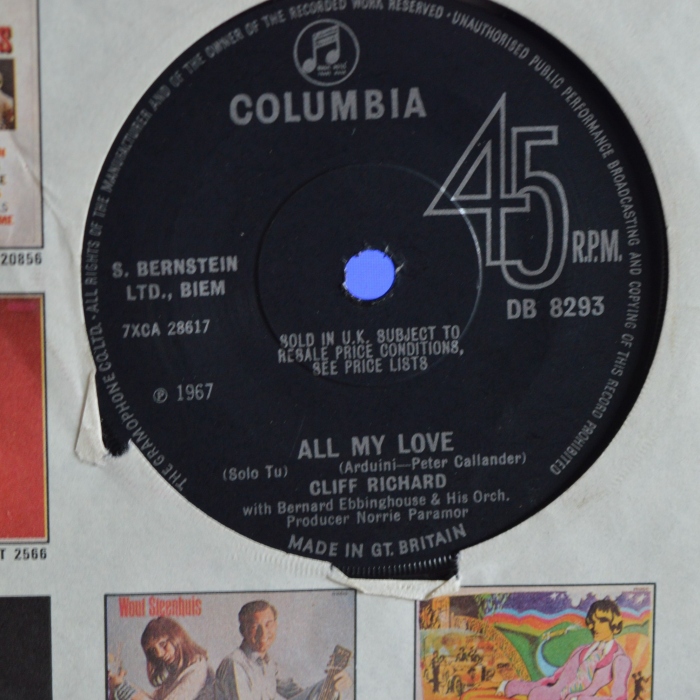 THE GRAMOPHONE CO. LTD. · ALL RIGHTS OF THE MANUFACTURER AND OF THE OWNER OF THE RECORDED WORK RESERVED · UNAUTHORISED PUBLIC PERFORMANCE BROADCASTING AND COPYING OF THIS RECORD PROHIBITED
COLUMBIA
45
R.P.M.
DB 8293
S. BERNSTEIN
LTD., BIEM
7XCA 28617
℗ 1967
SOLD IN U.K. SUBJECT TO
RESALE PRICE CONDITIONS,
SEE PRICE LISTS
ALL MY LOVE
(Solo Tu) (Arduini—Peter Callander)
CLIFF RICHARD
with Bernard Ebbinghouse & His Orch.
Producer Norrie Paramor
MADE IN GT. BRITAIN
20856
T 2566
Wout Steenhuis